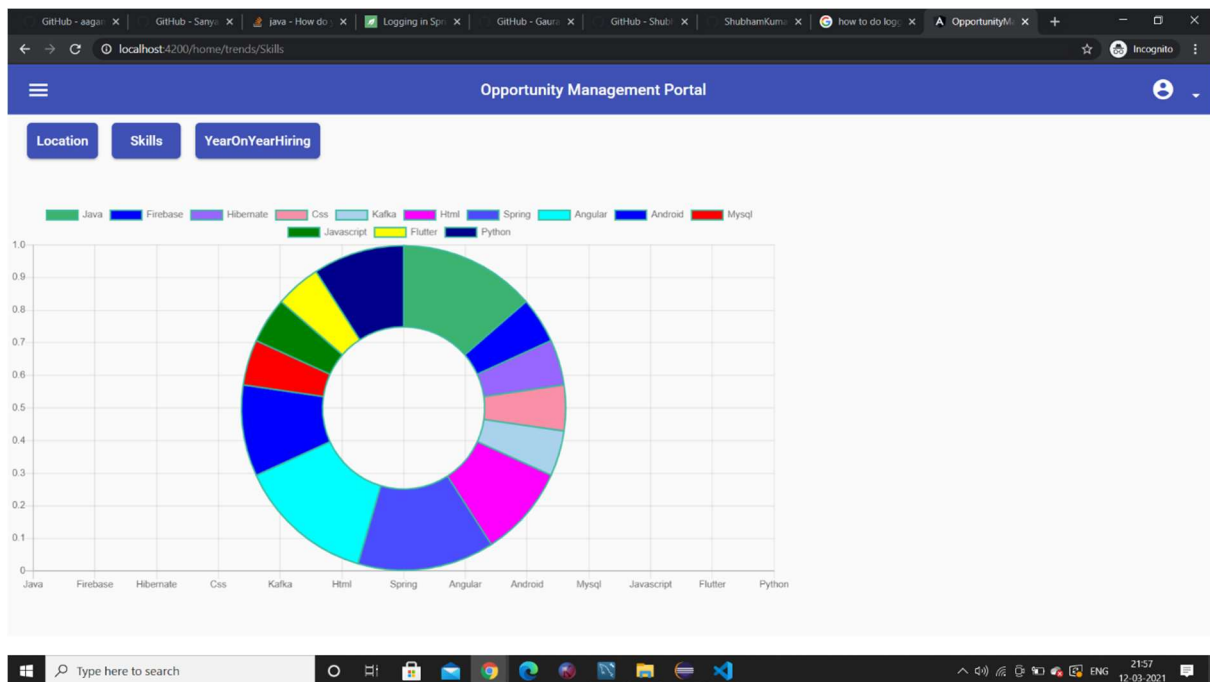 GitHub - aagan GitHub - Sanya java - How do y Logging in Spri GitHub - Gaura GitHub - Shubh ShubhamKuma how to do logg OpportunityMa
localhost:4200/home/trends/Skills Incognito
Opportunity Management Portal
Location Skills YearOnYearHiring
Java Firebase Hibernate Css Kafka Html Spring Angular Android Mysql
Javascript Flutter Python
1.0
0.9
0.8
0.7
0.6
0.5
0.4
0.3
0.2
0.1
0
Java Firebase Hibernate Css Kafka Html Spring Angular Android Mysql Javascript Flutter Python
Type here to search ENG 21:57
12-03-2021